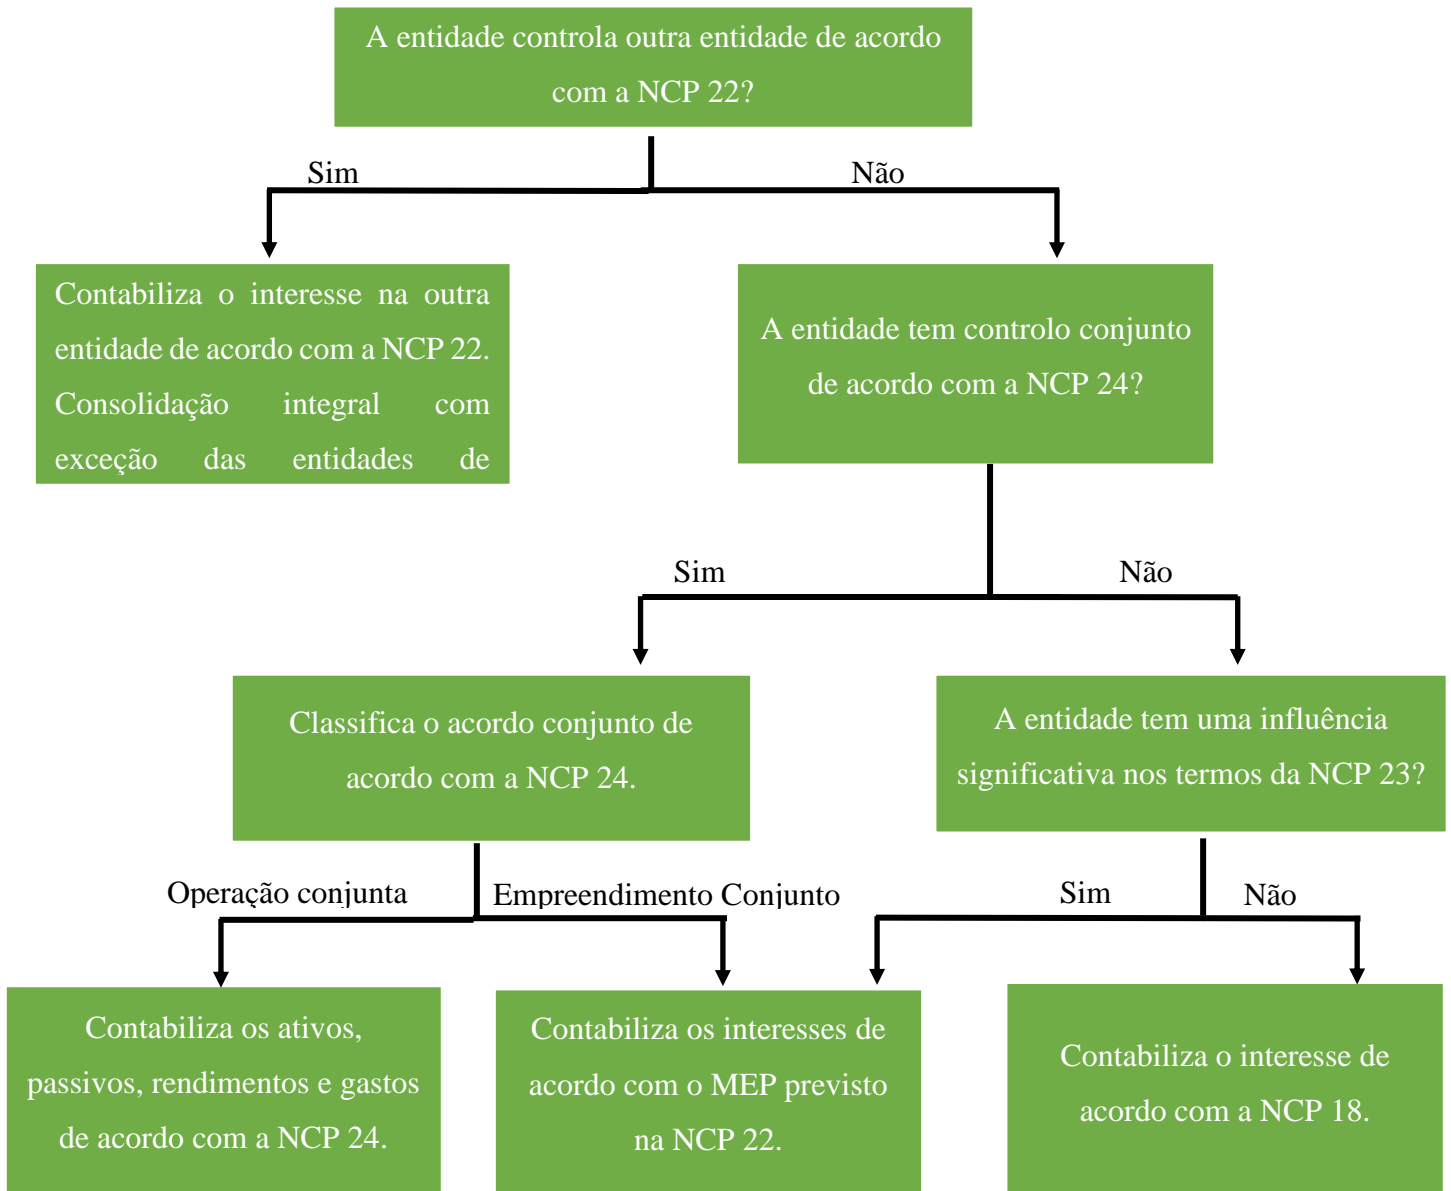 A entidade controla outra entidade de acordo
com a NCP 22?
Sim
Não
Contabiliza o interesse na outra
entidade de acordo com a NCP 22.
Consolidação integral com
exceção das entidades de
A entidade tem controlo conjunto
de acordo com a NCP 24?
Sim
Não
Classifica o acordo conjunto de
acordo com a NCP 24.
A entidade tem uma influência
significativa nos termos da NCP 23?
Operação conjunta
Empreendimento Conjunto
Sim
Não
Contabiliza os ativos,
passivos, rendimentos e gastos
de acordo com a NCP 24.
Contabiliza os interesses de
acordo com o MEP previsto
na NCP 22.
Contabiliza o interesse de
acordo com a NCP 18.